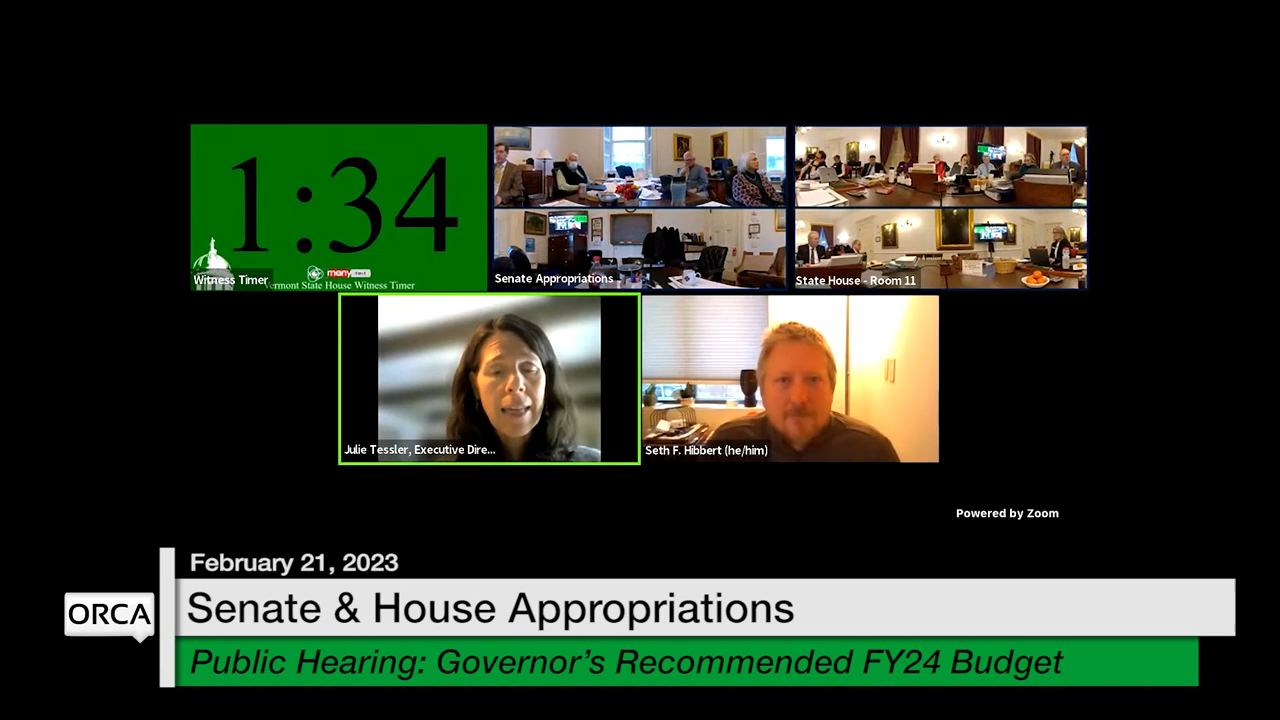 1:34
many
Witness Timer
ermont State House Witness Timer
Senate Appropriations
State House - Room 11
Julie Tessler, Executive Dire...
Seth F. Hibbert (he/him)
Powered by Zoom
February 21, 2023
ORCA
Senate & House Appropriations
Public Hearing: Governor's Recommended FY24 Budget